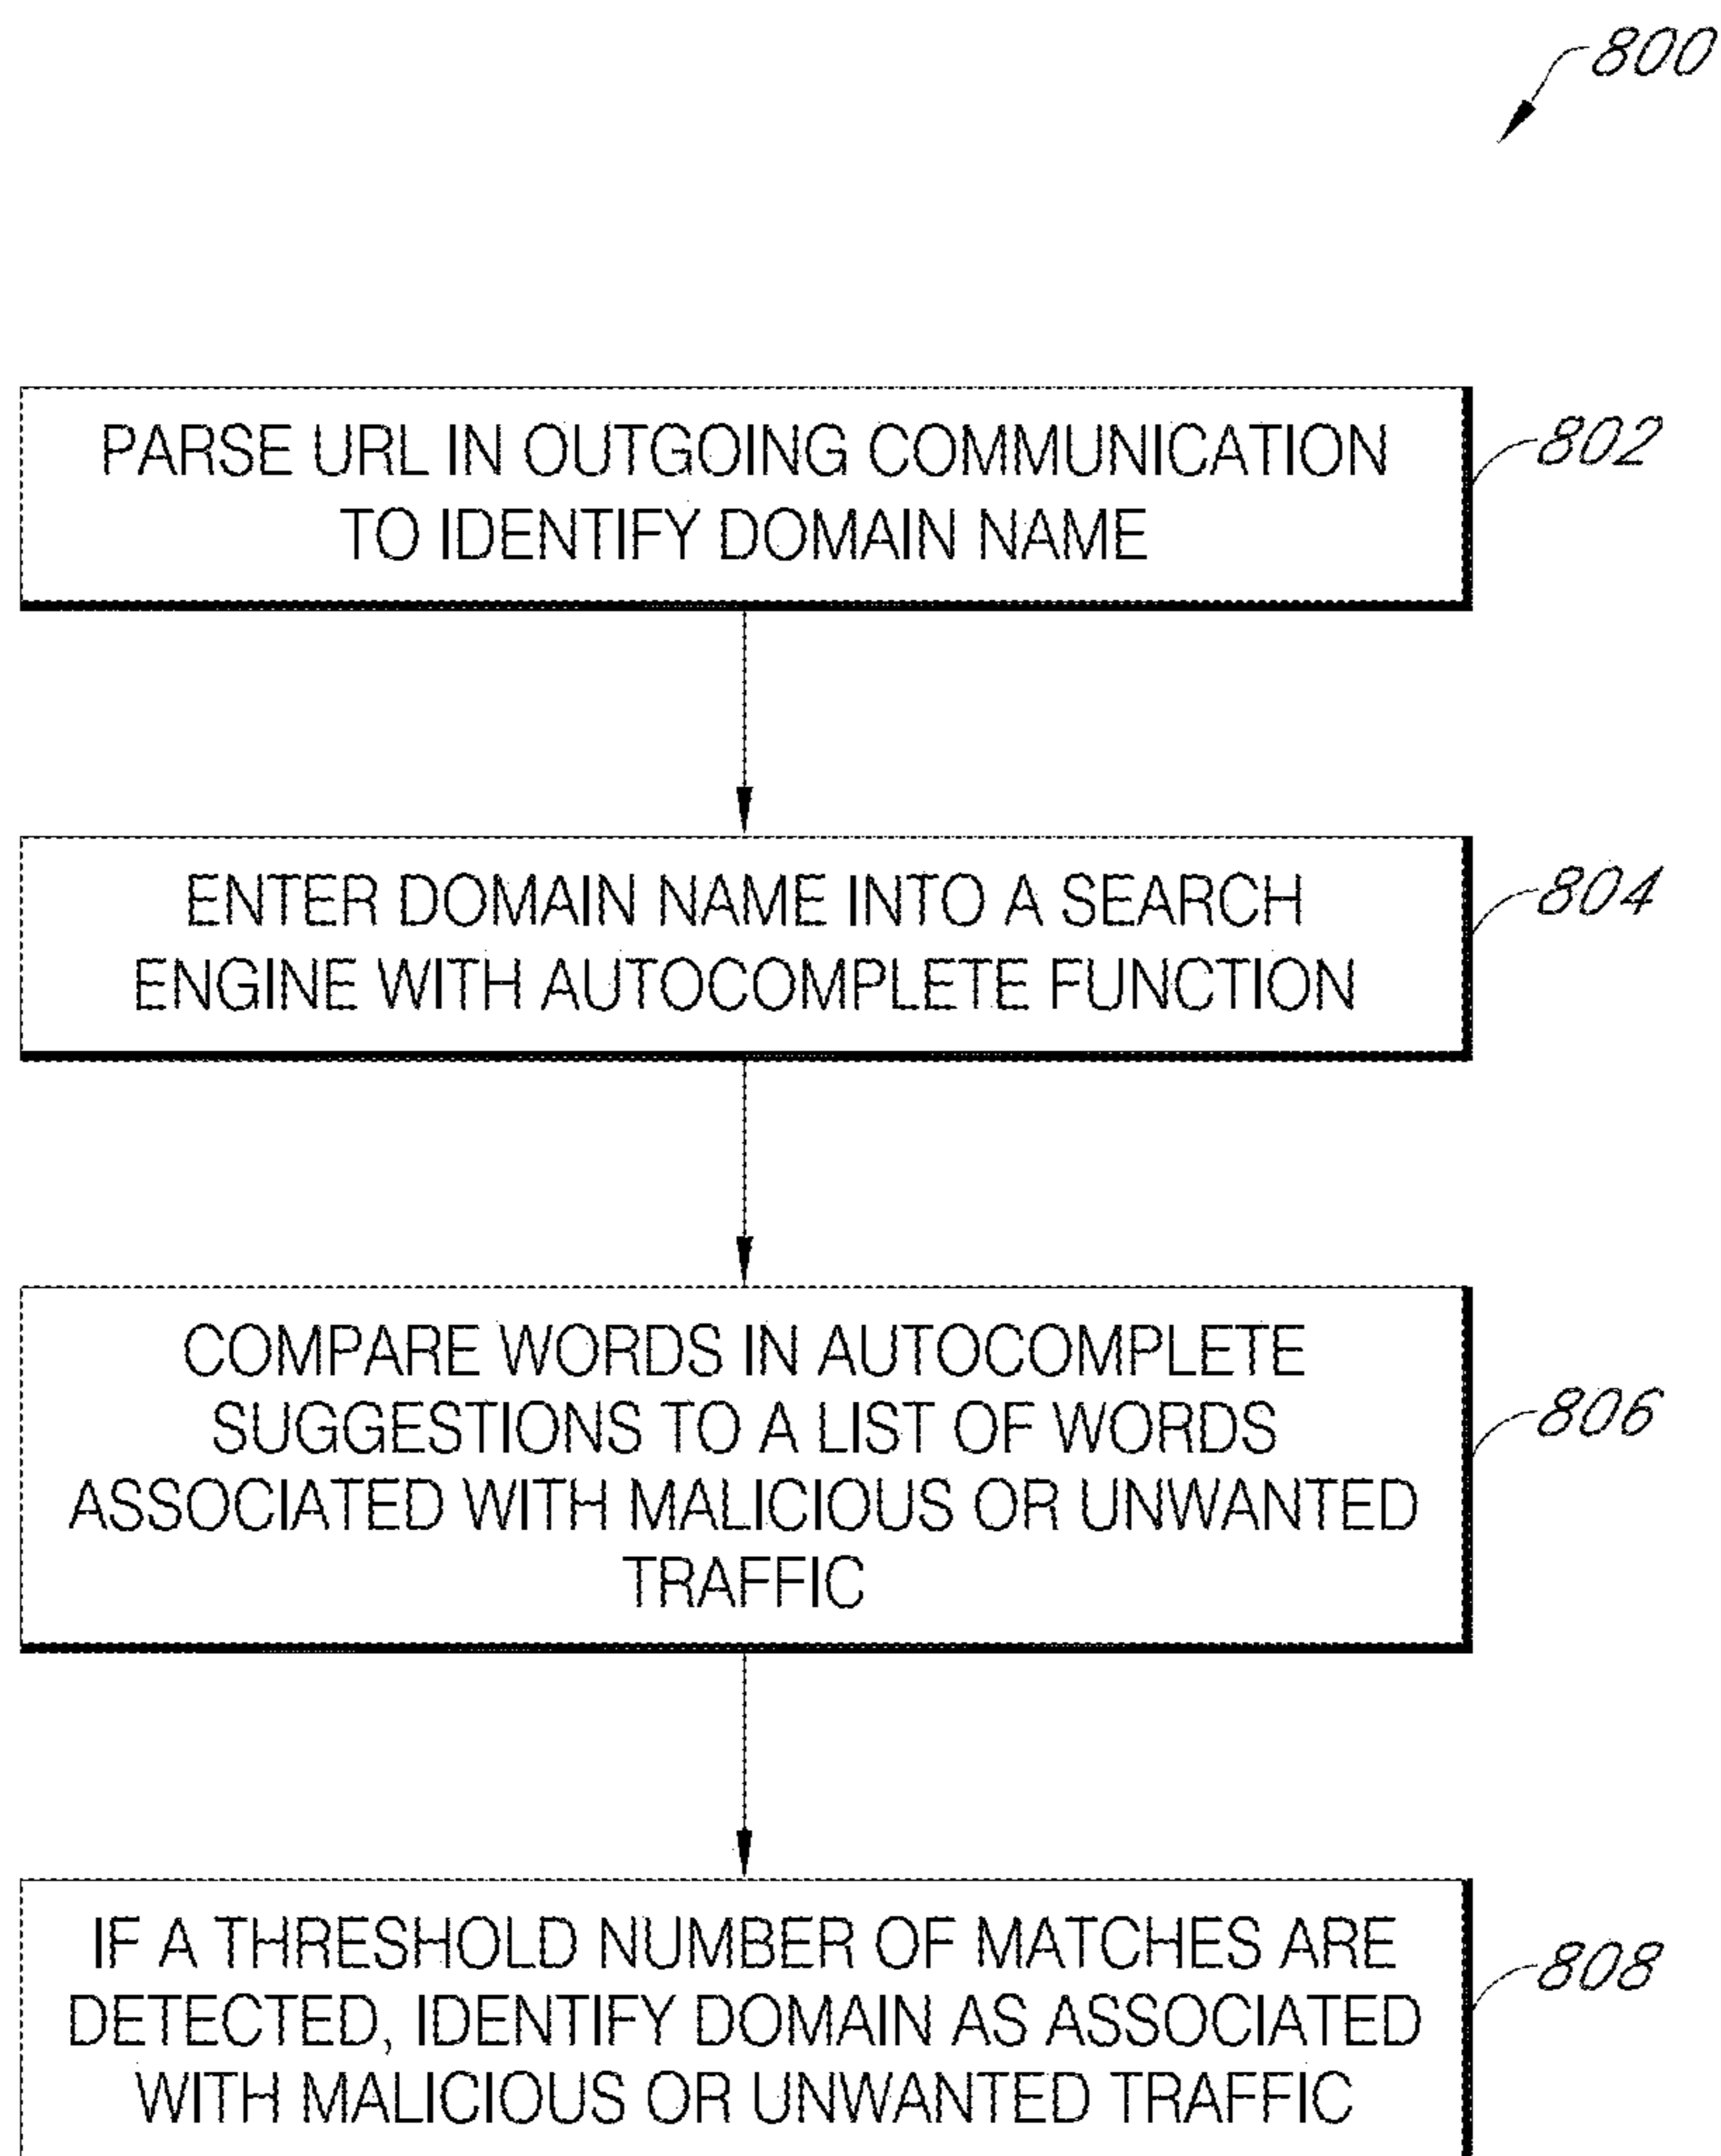 800
PARSE URL IN OUTGOING COMMUNICATION
TO IDENTIFY DOMAIN NAME
802
ENTER DOMAIN NAME INTO A SEARCH
ENGINE WITH AUTOCOMPLETE FUNCTION
804
COMPARE WORDS IN AUTOCOMPLETE
SUGGESTIONS TO A LIST OF WORDS
ASSOCIATED WITH MALICIOUS OR UNWANTED
TRAFFIC
806
IF A THRESHOLD NUMBER OF MATCHES ARE
DETECTED, IDENTIFY DOMAIN AS ASSOCIATED
WITH MALICIOUS OR UNWANTED TRAFFIC
808